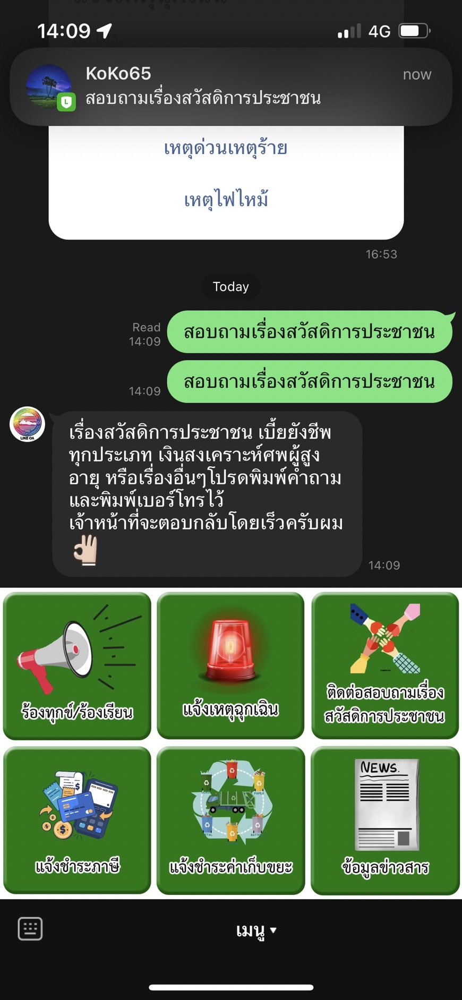 14:09
4G
KoKo65
now
สอบถามเรื่องสวัสดิการประชาชน
เหตุด่วนเหตุร้าย
เหตุไฟไหม้
16:53
Today
Read
14:09
สอบถามเรื่องสวัสดิการประชาชน
14:09
สอบถามเรื่องสวัสดิการประชาชน
LINE OA
เรื่องสวัสดิการประชาชน เบี้ยยังชีพ
ทุกประเภท เงินสงเคราะห์ศพผู้สูง
อายุ หรือเรื่องอื่นๆโปรดพิมพ์คำถาม
และพิมพ์เบอร์โทรไว้
เจ้าหน้าที่จะตอบกลับโดยเร็วครับผม
14:09
ร้องทุกข์/ร้องเรียน
แจ้งเหตุฉุกเฉิน
ติดต่อสอบถามเรื่อง
สวัสดิการประชาชน
แจ้งชำระภาษี
PAPER
แจ้งชำระค่าเก็บขยะ
NEWS.
ข้อมูลข่าวสาร
เมนู